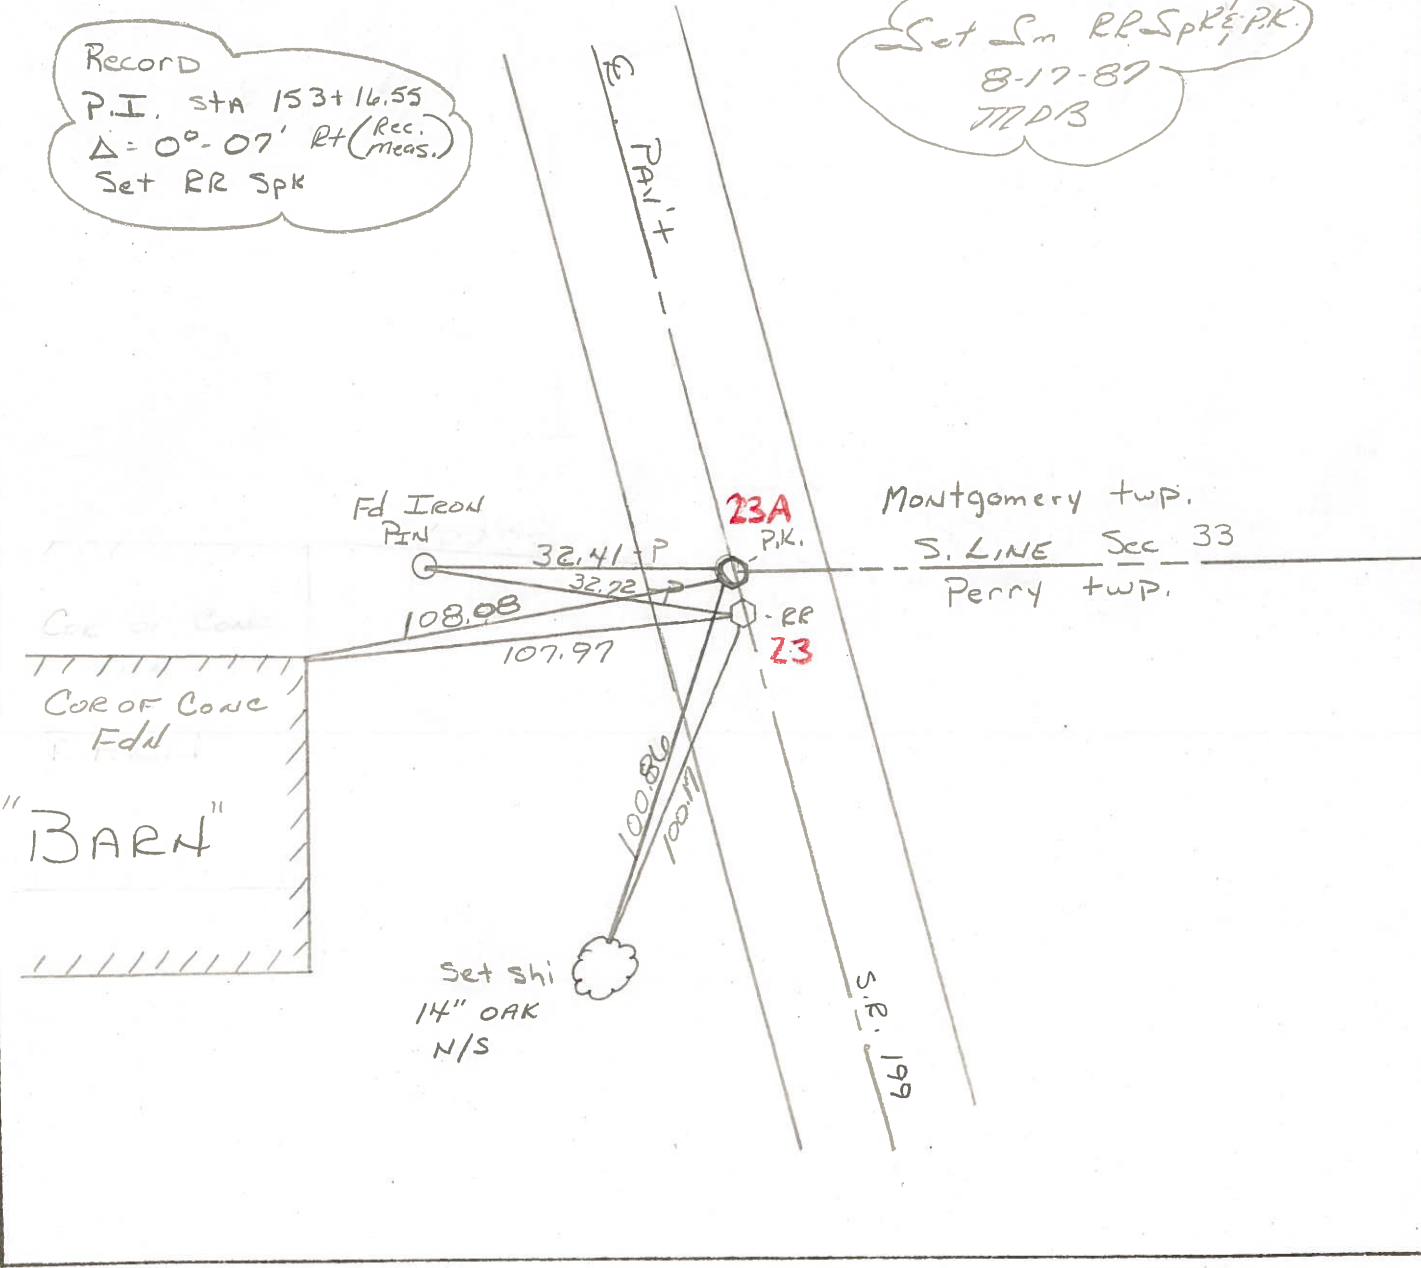 Record
P.I. StA 153+16.55
Δ= 0°-07' Rt (Rec. Meas.)
Set RR Spk
Set Sm RR Spk & P.K.
8-17-87
MDB
℄ PAV't
Fd IRON
PIN
23A
P.K.
Montgomery twp.
S. LINE Sec 33
Perry twp.
32.41-P
32.72-P
108.08
107.97
- RR
23
COR OF CONC
FdN
"BARN"
100.86
100.17
Set shi
14" OAK
N/S
S.R. 199